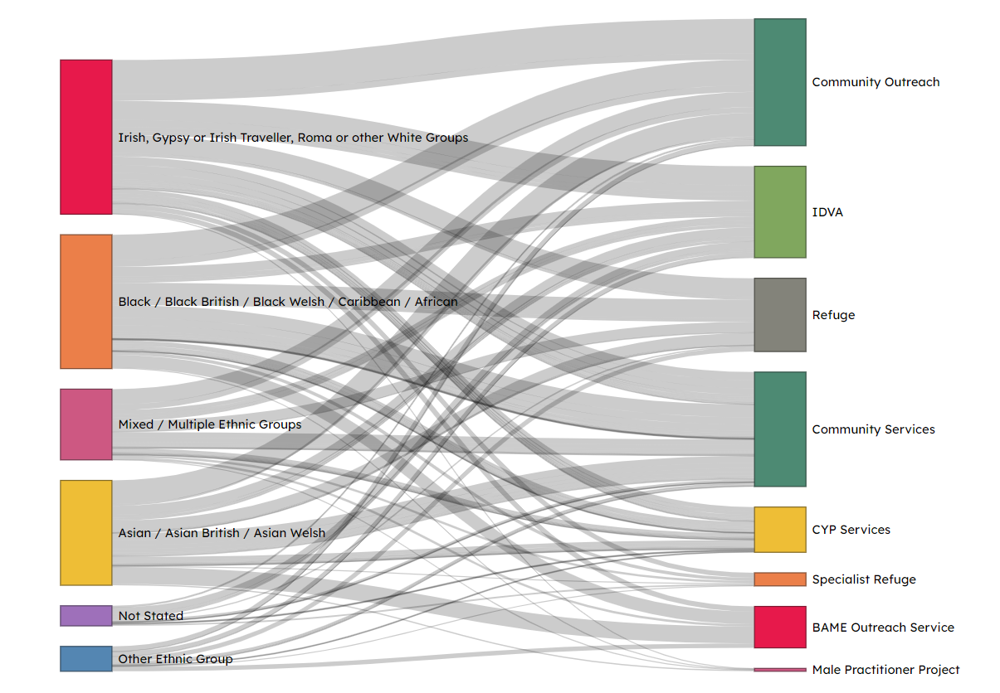 Irish, Gypsy or Irish Traveller, Roma or other White Groups
Black / Black British / Black Welsh / Caribbean / African
Mixed / Multiple Ethnic Groups
Asian / Asian British / Asian Welsh
Not Stated
Other Ethnic Group
Community Outreach
IDVA
Refuge
Community Services
CYP Services
Specialist Refuge
BAME Outreach Service
Male Practitioner Project